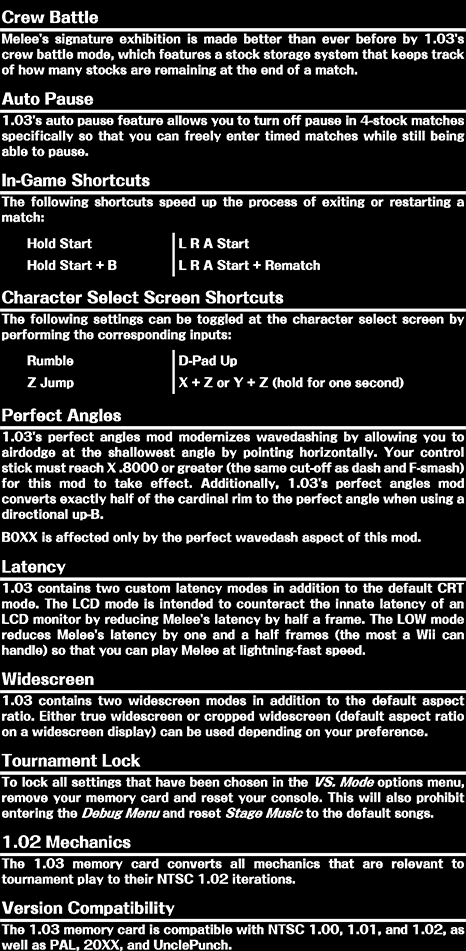 Crew Battle
Melee's signature exhibition is made better than ever before by 1.03's
crew battle mode, which features a stock storage system that keeps track
of how many stocks are remaining at the end of a match.
Auto Pause
1.03's auto pause feature allows you to turn off pause in 4-stock matches
specifically so that you can freely enter timed matches while still being
able to pause.
In-Game Shortcuts
The following shortcuts speed up the process of exiting or restarting a
match:
Hold Start L R A Start
Hold Start + B L R A Start + Rematch
Character Select Screen Shortcuts
The following settings can be toggled at the character select screen by
performing the corresponding inputs:
Rumble D-Pad Up
Z Jump X + Z or Y + Z (hold for one second)
Perfect Angles
1.03's perfect angles mod modernizes wavedashing by allowing you to
airdodge at the shallowest angle by pointing horizontally. Your control
stick must reach X .8000 or greater (the same cut-off as dash and F-smash)
for this mod to take effect. Additionally, 1.03's perfect angles mod
converts exactly half of the cardinal rim to the perfect angle when using a
directional up-B.
B0XX is affected only by the perfect wavedash aspect of this mod.
Latency
1.03 contains two custom latency modes in addition to the default CRT
mode. The LCD mode is intended to counteract the innate latency of an
LCD monitor by reducing Melee's latency by half a frame. The LOW mode
reduces Melee's latency by one and a half frames (the most a Wii can
handle) so that you can play Melee at lightning-fast speed.
Widescreen
1.03 contains two widescreen modes in addition to the default aspect
ratio. Either true widescreen or cropped widescreen (default aspect ratio
on a widescreen display) can be used depending on your preference.
Tournament Lock
To lock all settings that have been chosen in the VS. Mode options menu,
remove your memory card and reset your console. This will also prohibit
entering the Debug Menu and reset Stage Music to the default songs.
1.02 Mechanics
The 1.03 memory card converts all mechanics that are relevant to
tournament play to their NTSC 1.02 iterations.
Version Compatibility
The 1.03 memory card is compatible with NTSC 1.00, 1.01, and 1.02, as
well as PAL, 20XX, and UnclePunch.